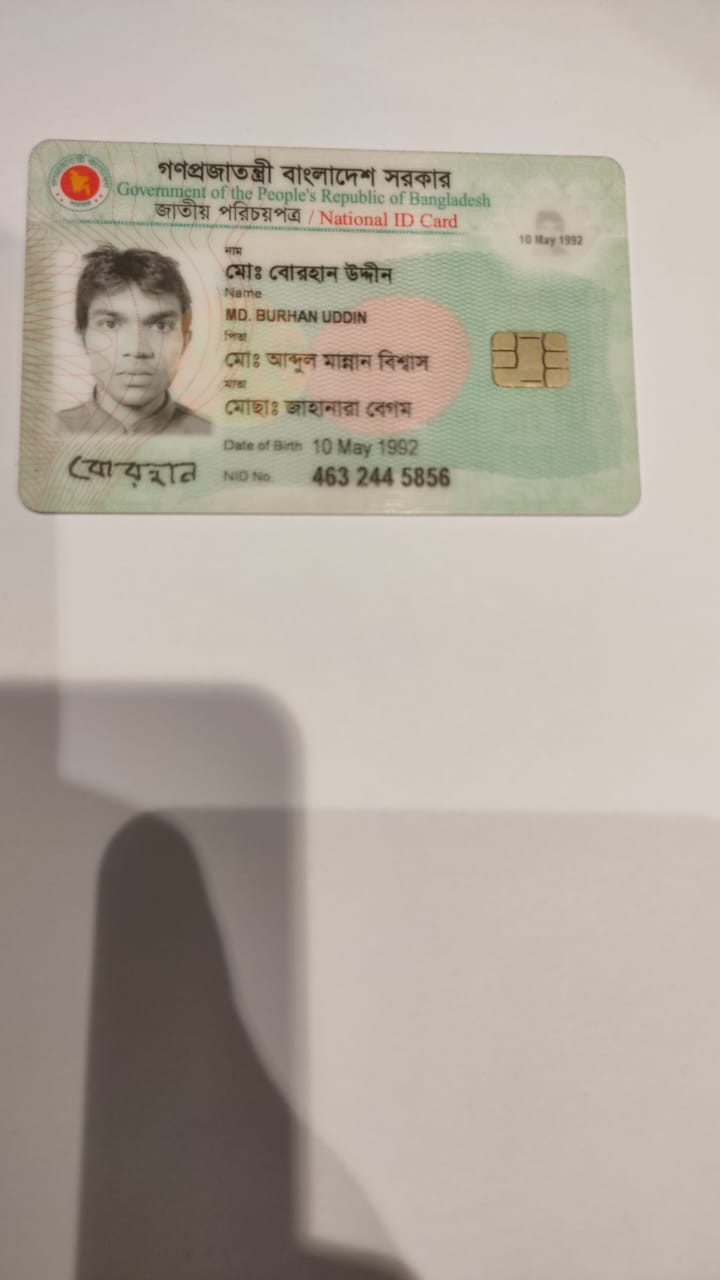 গণপ্রজাতন্ত্রী বাংলাদেশ সরকার
Government of the People's Republic of Bangladesh
জাতীয় পরিচয়পত্র / National ID Card
10 May 1992
নাম
মোঃ বোরহান উদ্দীন
Name
MD. BURHAN UDDIN
পিতা
মোঃ আব্দুল মান্নান বিশ্বাস
মাতা
মোছাঃ জাহানারা বেগম
Date of Birth 10 May 1992
NID No. 463 244 5856
বোরহান